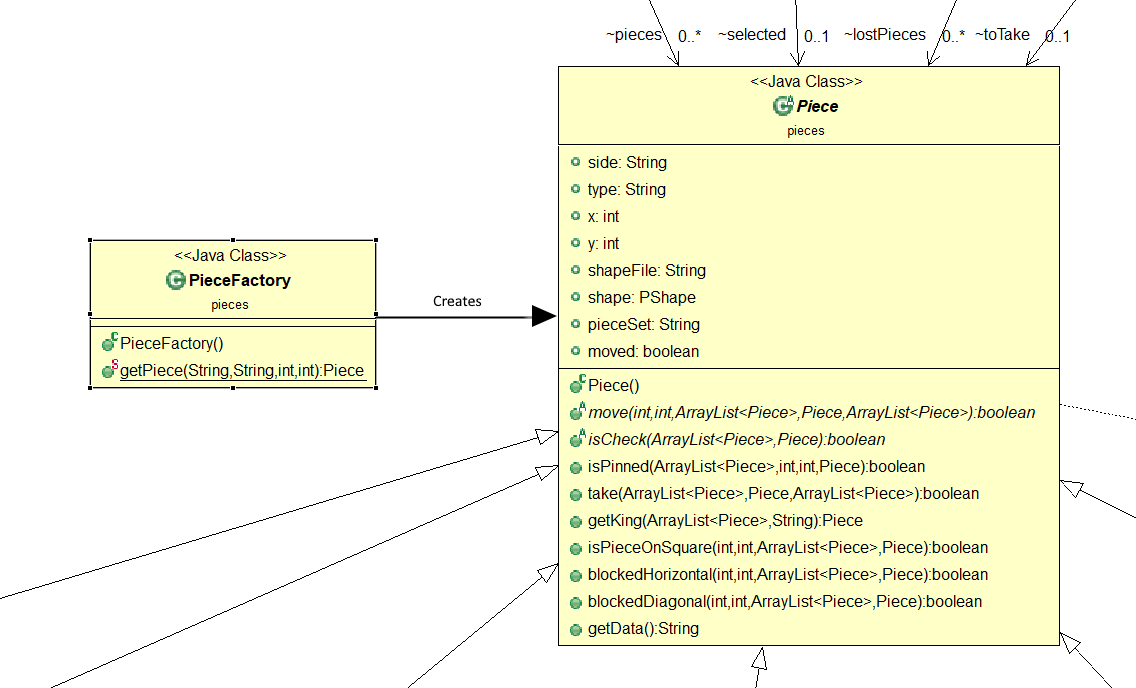 ~pieces 0..* ~selected 0..1 ~lostPieces 0..* ~toTake 0..1
<<Java Class>>
Piece
pieces
side: String
type: String
x: int
y: int
shapeFile: String
shape: PShape
pieceSet: String
moved: boolean
Piece()
move(int,int,ArrayList<Piece>,Piece,ArrayList<Piece>):boolean
isCheck(ArrayList<Piece>,Piece):boolean
isPinned(ArrayList<Piece>,int,int,Piece):boolean
take(ArrayList<Piece>,Piece,ArrayList<Piece>):boolean
getKing(ArrayList<Piece>,String):Piece
isPieceOnSquare(int,int,ArrayList<Piece>,Piece):boolean
blockedHorizontal(int,int,ArrayList<Piece>,Piece):boolean
blockedDiagonal(int,int,ArrayList<Piece>,Piece):boolean
getData():String
<<Java Class>>
PieceFactory
pieces
PieceFactory()
getPiece(String,String,int,int):Piece
Creates